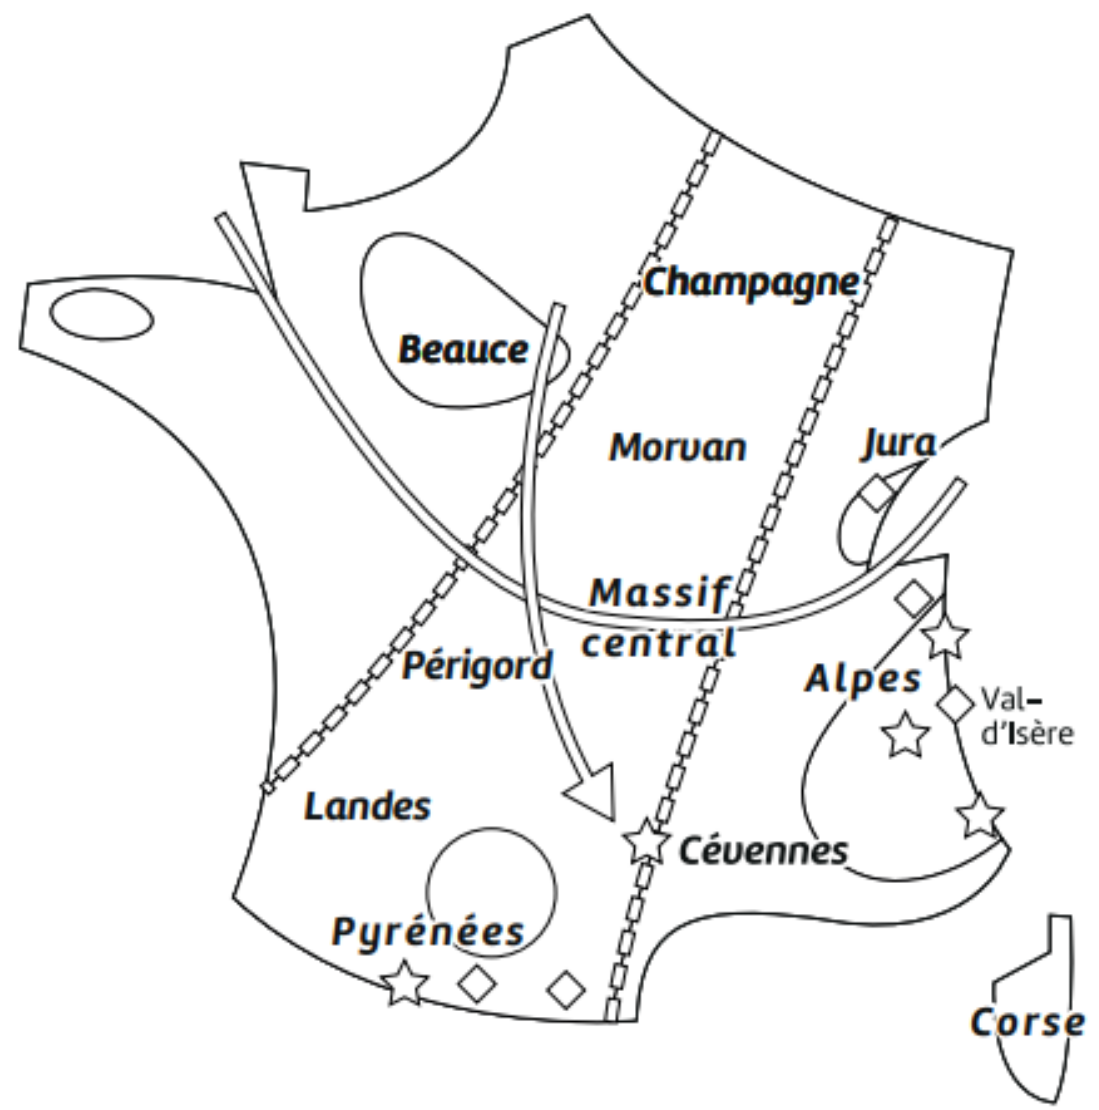 Champagne
Beauce
Jura
Morvan
Massif
central
Périgord
Alpes
Val-
d'Isère
Landes
Cévennes
Pyrénées
Corse